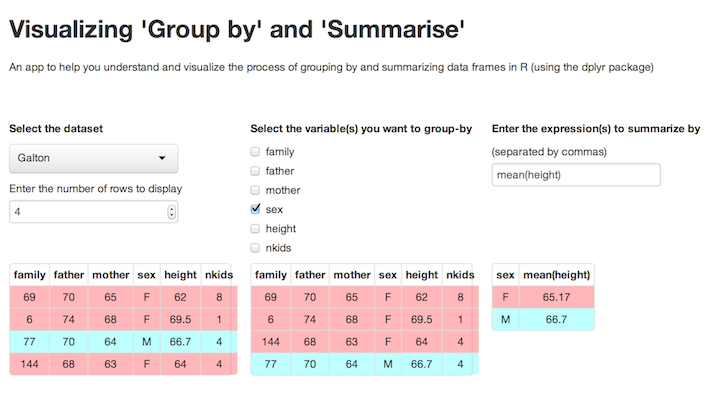 Visualizing 'Group by' and 'Summarise'
An app to help you understand and visualize the process of grouping by and summarizing data frames in R (using the dplyr package)
Select the dataset
Galton
Enter the number of rows to display
4
Select the variable(s) you want to group-by
family
father
mother
sex
height
nkids
Enter the expression(s) to summarize by
(separated by commas)
mean(height)
family father mother sex height nkids
69 70 65 F 62 8
6 74 68 F 69.5 1
77 70 64 M 66.7 4
144 68 63 F 64 4
family father mother sex height nkids
69 70 65 F 62 8
6 74 68 F 69.5 1
144 68 63 F 64 4
77 70 64 M 66.7 4
sex mean(height)
F 65.17
M 66.7